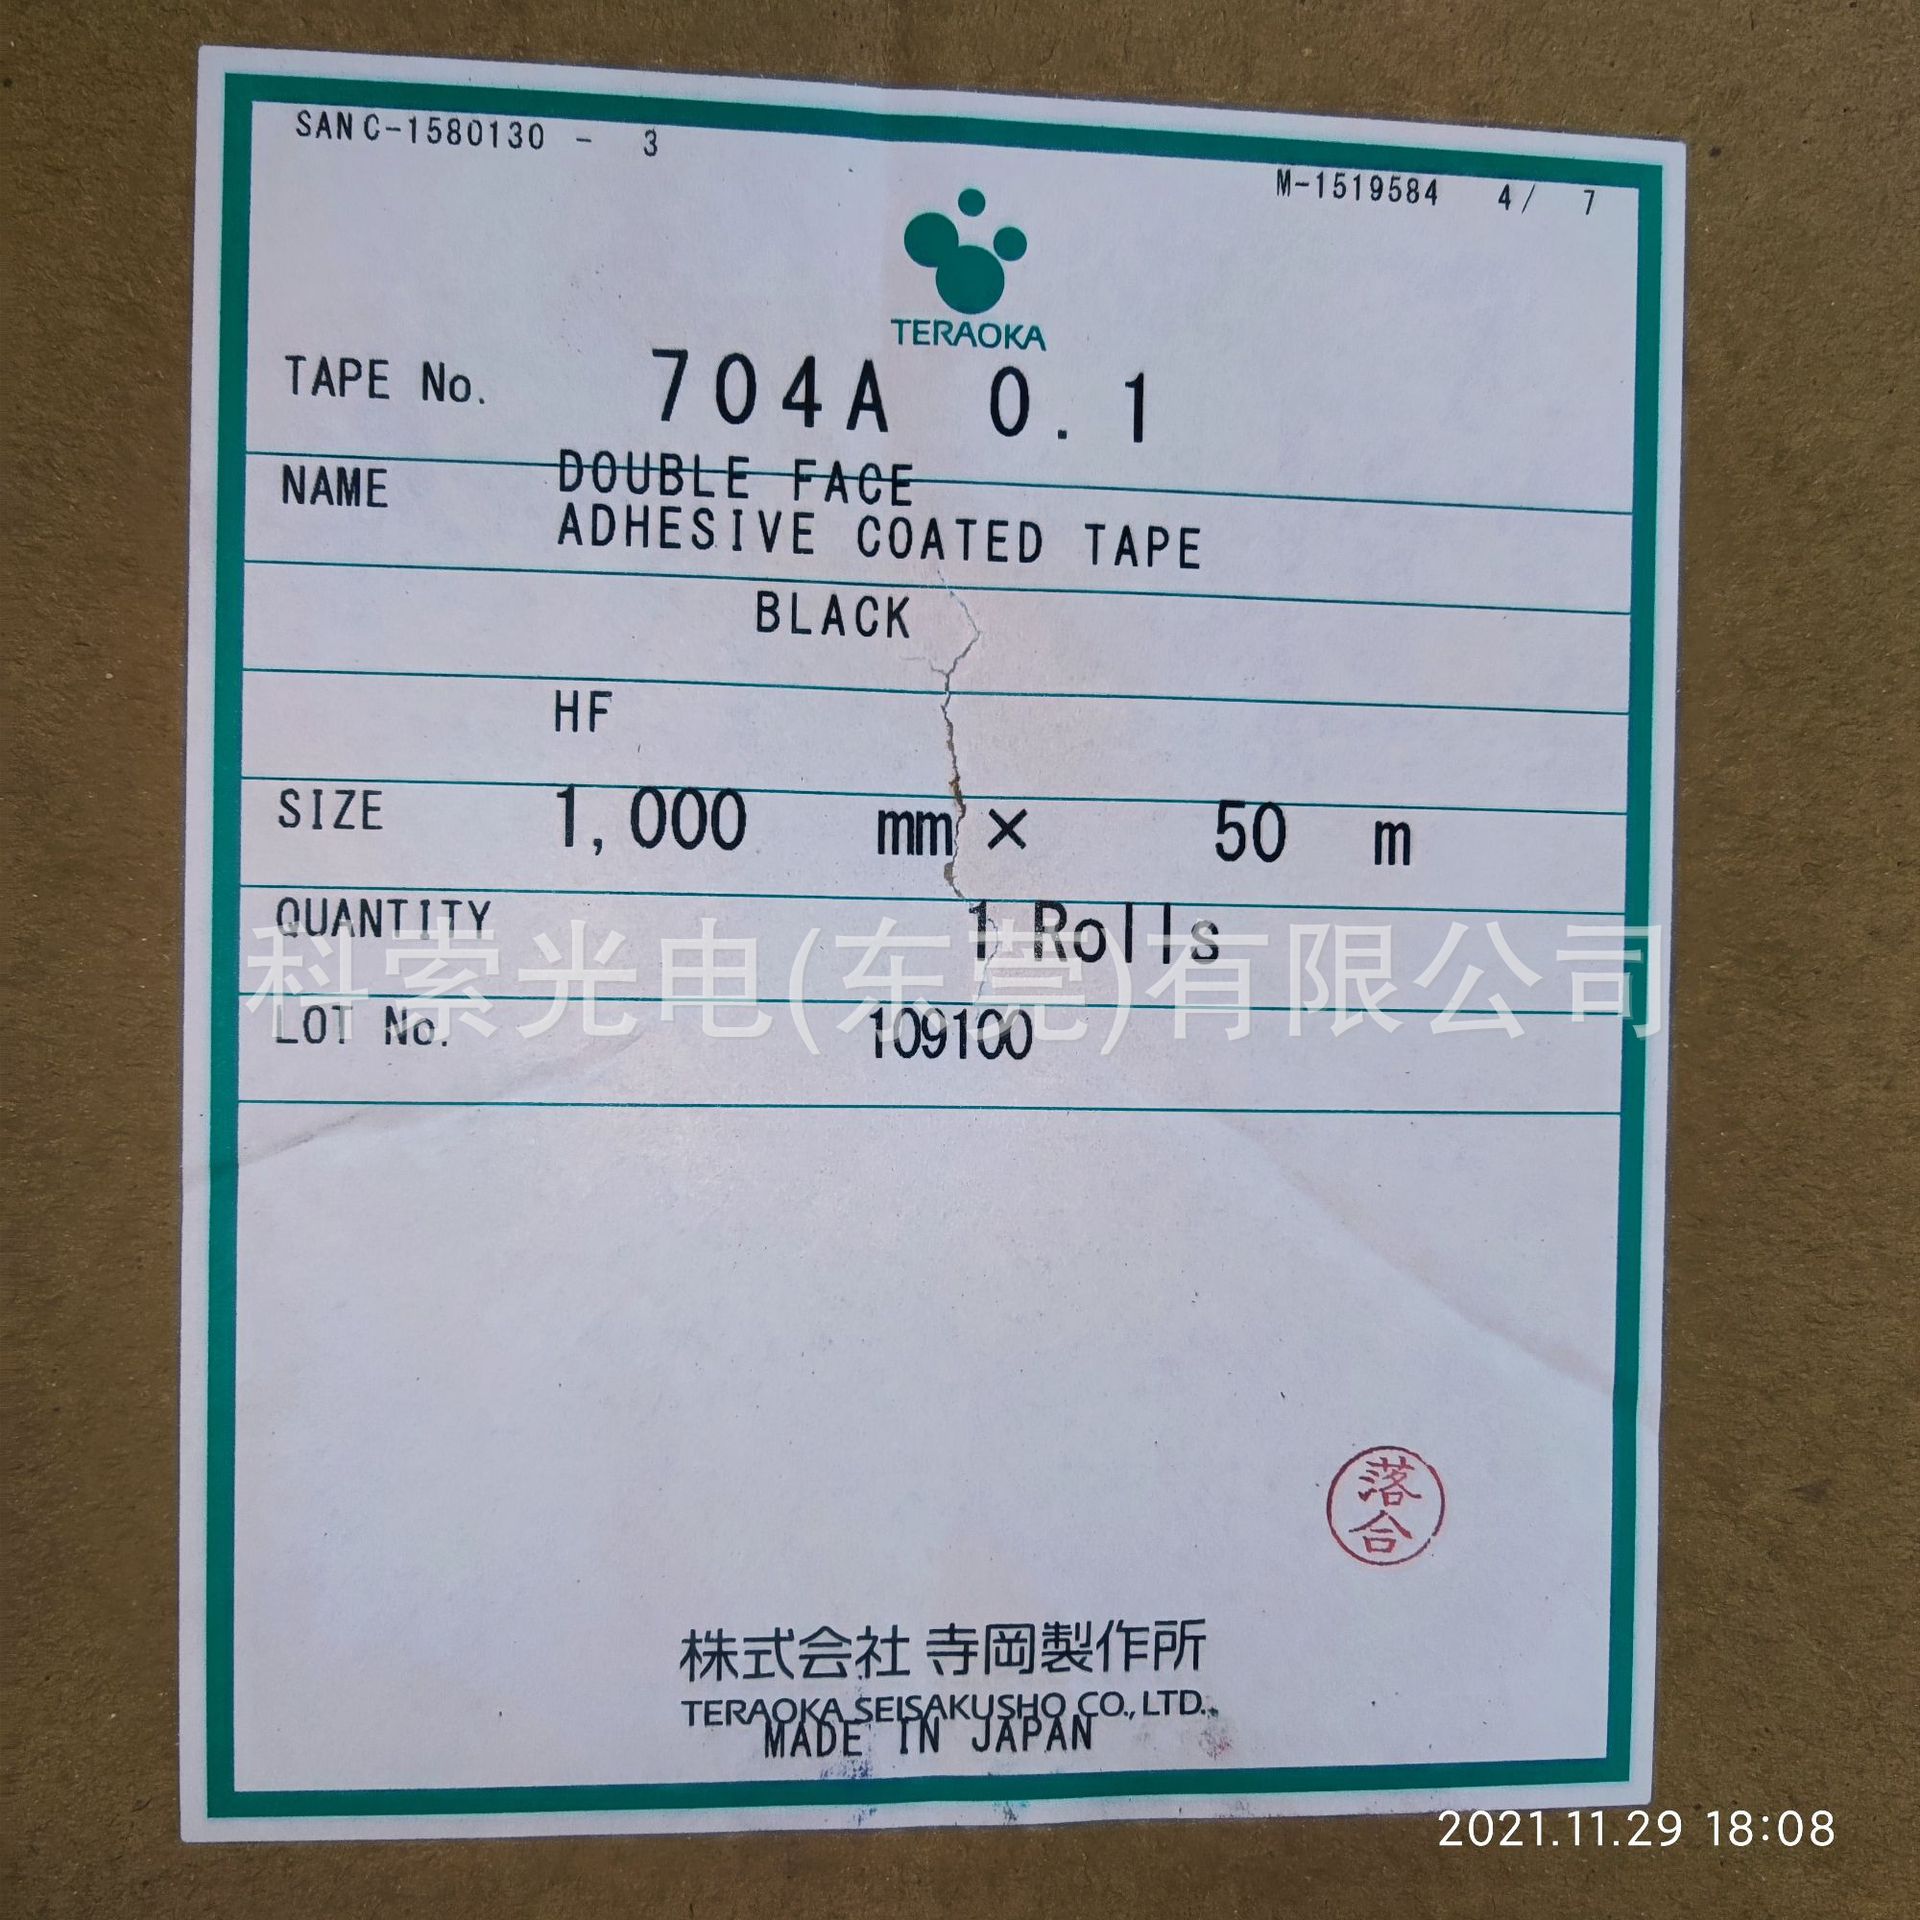 SANC-1580130 - 3
M-1519584 4/ 7
TERAOKA
TAPE No. 704A 0.1
NAME DOUBLE FACE
ADHESIVE COATED TAPE
BLACK
HF
SIZE 1,000 mm × 50 m
QUANTITY 1 Rolls
科索光电(东莞)有限公司
LOT No. 109100
落合
株式会社 寺岡製作所
TERAOKA SEISAKUSHO CO., LTD.
MADE IN JAPAN
2021.11.29 18:08